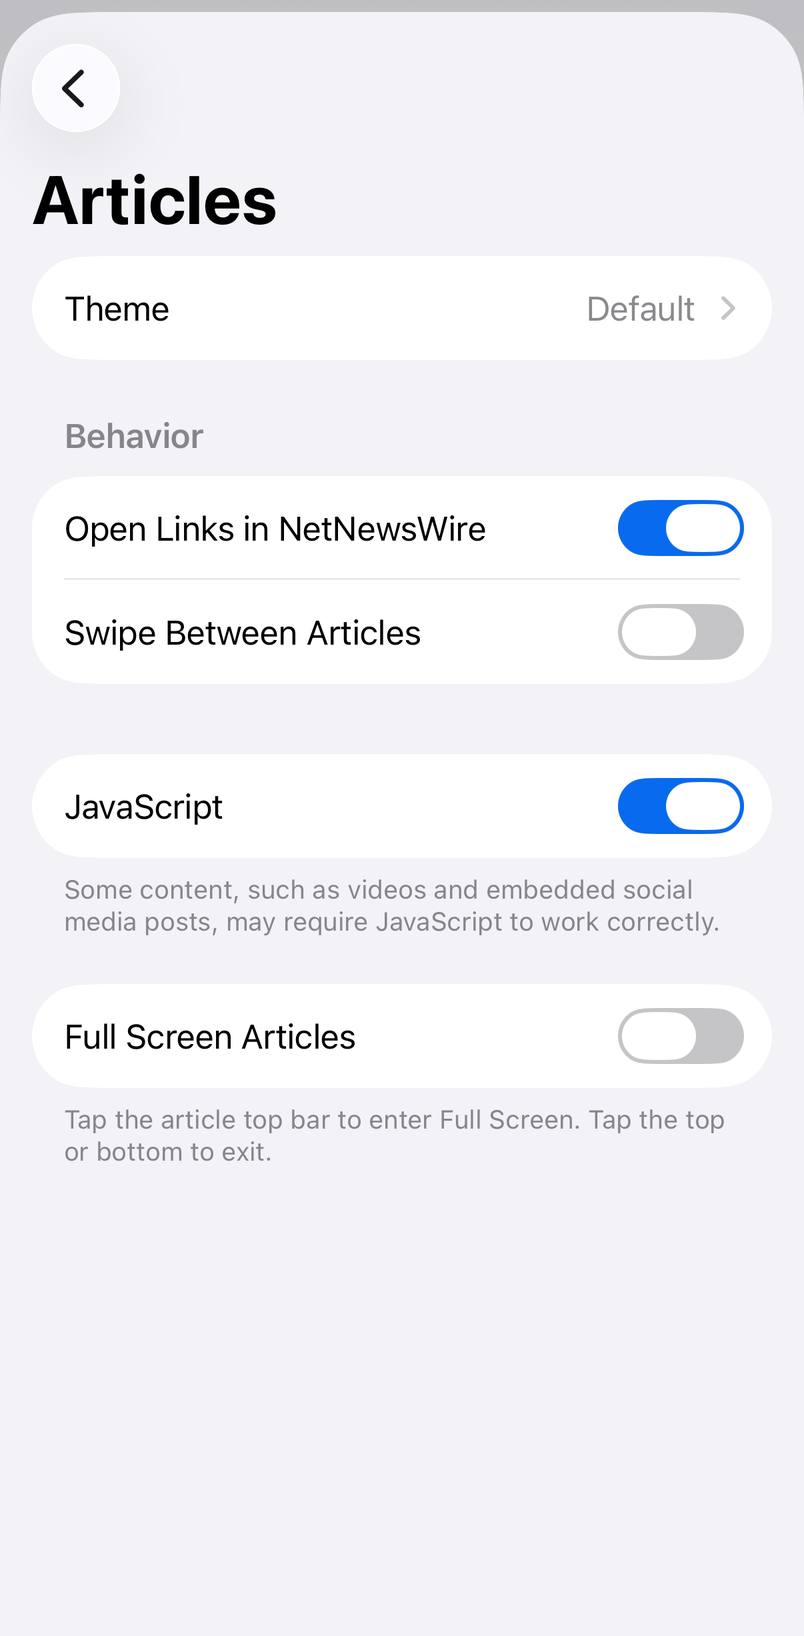 Articles
Theme
Default
Behavior
Open Links in NetNewsWire
Swipe Between Articles
JavaScript
Some content, such as videos and embedded social
media posts, may require JavaScript to work correctly.
Full Screen Articles
Tap the article top bar to enter Full Screen. Tap the top
or bottom to exit.